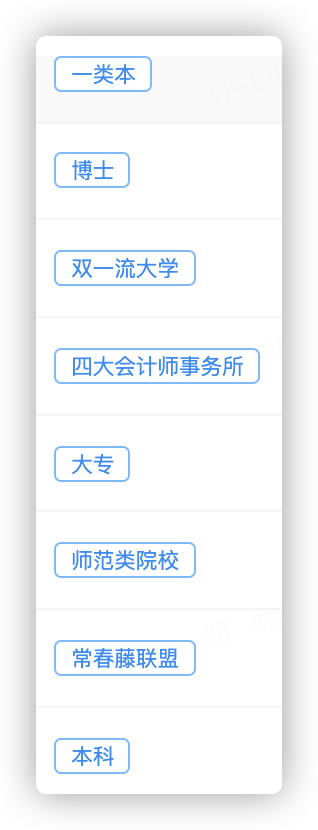 一类本
博士
双一流大学
四大会计师事务所
大专
师范类院校
常春藤联盟
本科